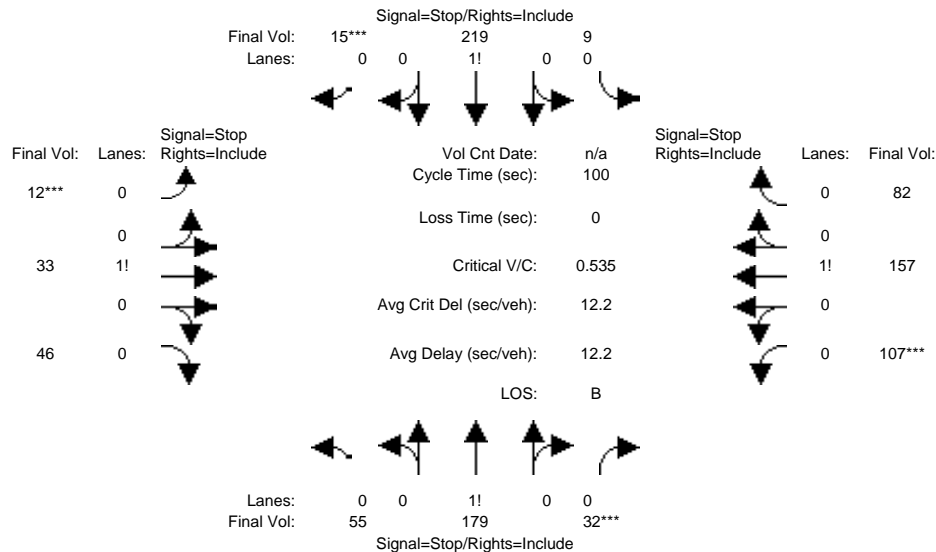 Signal=Stop/Rights=Include
Final Vol: 15*** 219 9
Lanes: 0 0 1! 0 0
Signal=Stop Signal=Stop
Final Vol: Lanes: Rights=Include Vol Cnt Date: n/a Rights=Include Lanes: Final Vol:
Cycle Time (sec): 100
12*** 0 0 82
Loss Time (sec): 0
0 0
33 1! Critical V/C: 0.535 1! 157
0 Avg Crit Del (sec/veh): 12.2 0
46 0 Avg Delay (sec/veh): 12.2 0 107***
LOS: B
Lanes: 0 0 1! 0 0
Final Vol: 55 179 32***
Signal=Stop/Rights=Include